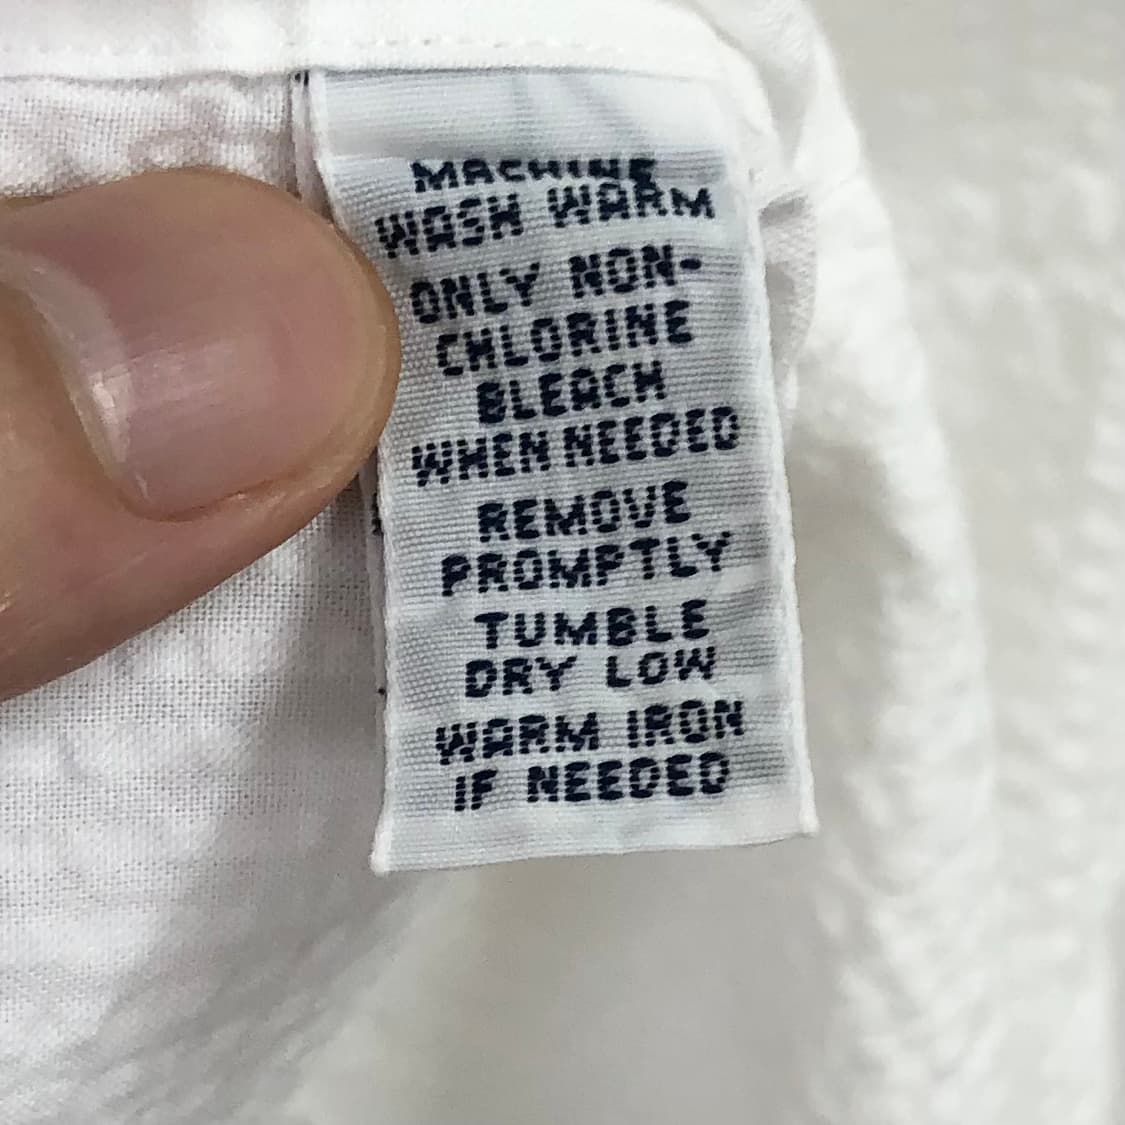 MACHINE
WASH WARM
ONLY NON-
CHLORINE
BLEACH
WHEN NEEDED
REMOVE
PROMPTLY
TUMBLE
DRY LOW
WARM IRON
IF NEEDED